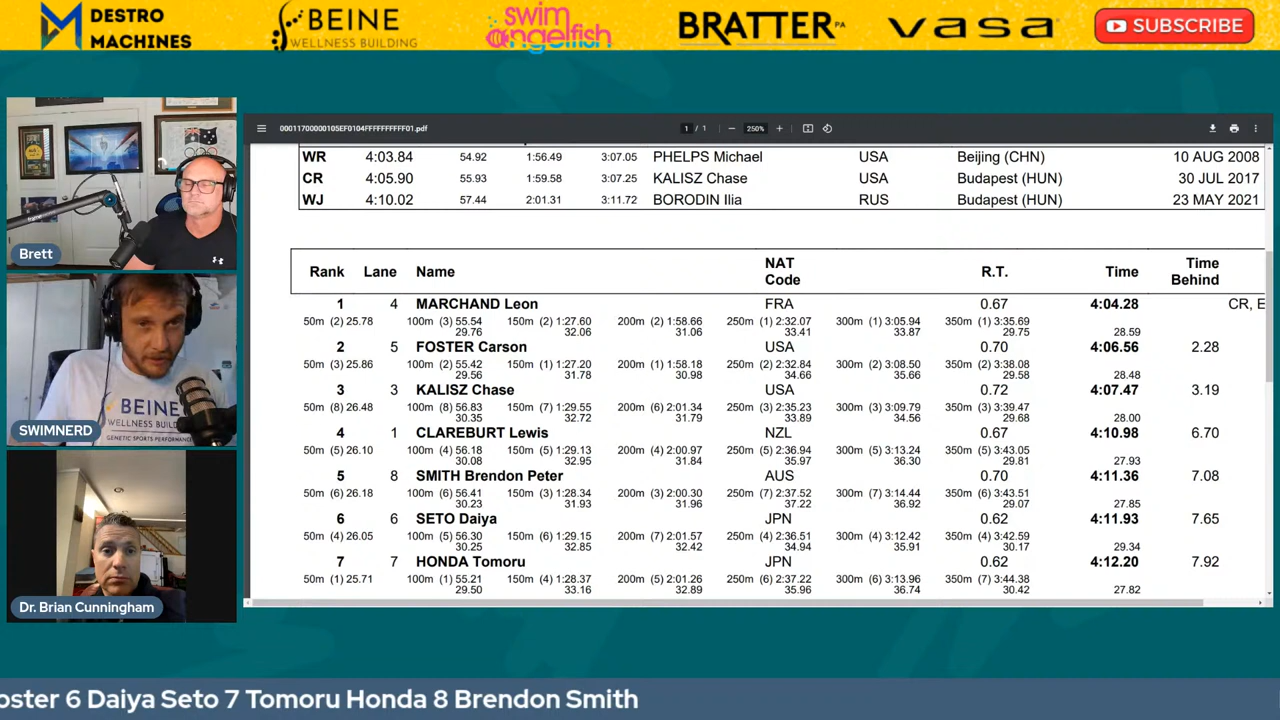 DESTRO
MACHINES
BEINE
WELLNESS BUILDING
swim
angelfish
BRATTER PA
vasa
SUBSCRIBE
00011700000105EF0104FFFFFFFFFF01.pdf
1 / 1
250%
WR 4:03.84 54.92 1:56.49 3:07.05 PHELPS Michael USA Beijing (CHN) 10 AUG 2008
CR 4:05.90 55.93 1:59.58 3:07.25 KALISZ Chase USA Budapest (HUN) 30 JUL 2017
WJ 4:10.02 57.44 2:01.31 3:11.72 BORODIN Ilia RUS Budapest (HUN) 23 MAY 2021
Rank Lane Name NAT Code R.T. Time Time Behind
1 4 MARCHAND Leon FRA 0.67 4:04.28 CR, E
50m (2) 25.78 100m (3) 55.54 150m (2) 1:27.60 200m (2) 1:58.66 250m (1) 2:32.07 300m (1) 3:05.94 350m (1) 3:35.69
29.76 32.06 31.06 33.41 33.87 29.75 28.59
2 5 FOSTER Carson USA 0.70 4:06.56 2.28
50m (3) 25.86 100m (2) 55.42 150m (1) 1:27.20 200m (1) 1:58.18 250m (2) 2:32.84 300m (2) 3:08.50 350m (2) 3:38.08
29.56 31.78 30.98 34.66 35.66 29.58 28.48
3 3 KALISZ Chase USA 0.72 4:07.47 3.19
50m (8) 26.48 100m (8) 56.83 150m (7) 1:29.55 200m (6) 2:01.34 250m (3) 2:35.23 300m (3) 3:09.79 350m (3) 3:39.47
30.35 32.72 31.79 33.89 34.56 29.68 28.00
4 1 CLAREBURT Lewis NZL 0.67 4:10.98 6.70
50m (5) 26.10 100m (4) 56.18 150m (5) 1:29.13 200m (4) 2:00.97 250m (5) 2:36.94 300m (5) 3:13.24 350m (5) 3:43.05
30.08 32.95 31.84 35.97 36.30 29.81 27.93
5 8 SMITH Brendon Peter AUS 0.70 4:11.36 7.08
50m (6) 26.18 100m (6) 56.41 150m (3) 1:28.34 200m (3) 2:00.30 250m (7) 2:37.52 300m (7) 3:14.44 350m (6) 3:43.51
30.23 31.93 31.96 37.22 36.92 29.07 27.85
6 6 SETO Daiya JPN 0.62 4:11.93 7.65
50m (4) 26.05 100m (5) 56.30 150m (6) 1:29.15 200m (7) 2:01.57 250m (4) 2:36.51 300m (4) 3:12.42 350m (4) 3:42.59
30.25 32.85 32.42 34.94 35.91 30.17 29.34
7 7 HONDA Tomoru JPN 0.62 4:12.20 7.92
50m (1) 25.71 100m (1) 55.21 150m (4) 1:28.37 200m (5) 2:01.26 250m (6) 2:37.22 300m (6) 3:13.96 350m (7) 3:44.38
29.50 33.16 32.89 35.96 36.74 30.42 27.82
Brett
BEINE
WELLNESS BUILDING
GENETIC SPORTS PERFORMANC
SWIMNERD
Dr. Brian Cunningham
oster 6 Daiya Seto 7 Tomoru Honda 8 Brendon Smith